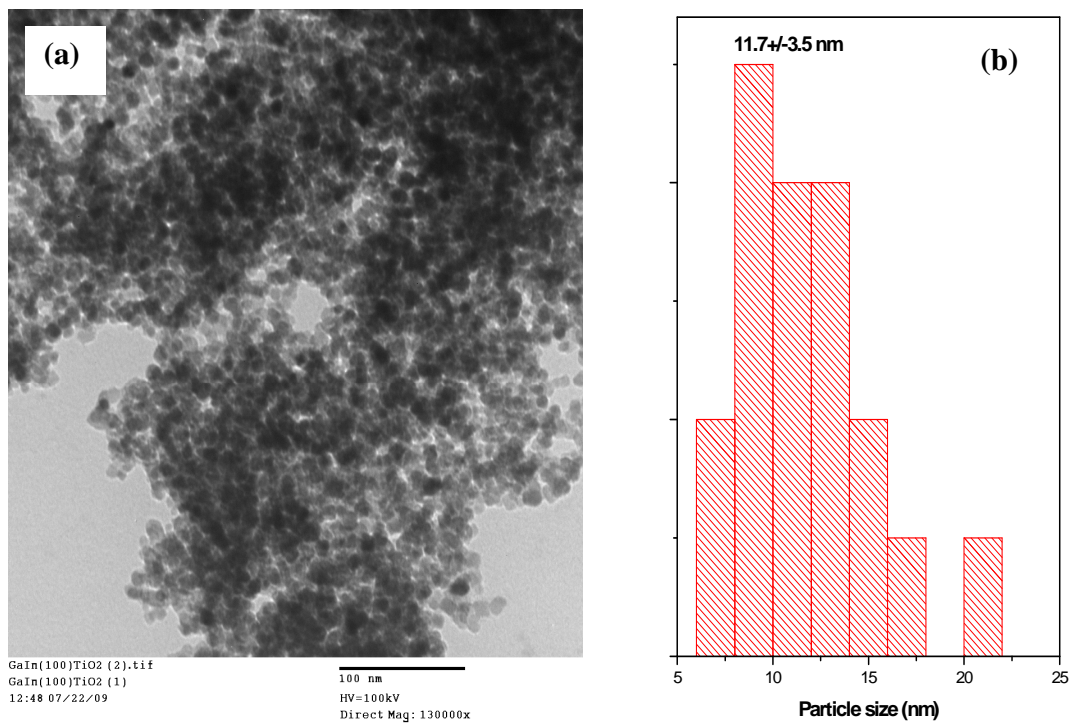 (a)
GaIn(100)TiO2 (2).tif
GaIn(100)TiO2 (1)
12:48 07/22/09
100 nm
HV=100kV
Direct Mag: 130000x
11.7+/-3.5 nm
(b)
5 10 15 20 25
Particle size (nm)